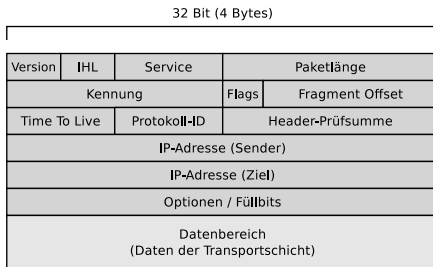 32 Bit (4 Bytes)
Version IHL Service Paketlänge
Kennung Flags Fragment Offset
Time To Live Protokoll-ID Header-Prüfsumme
IP-Adresse (Sender)
IP-Adresse (Ziel)
Optionen / Füllbits
Datenbereich
(Daten der Transportschicht)